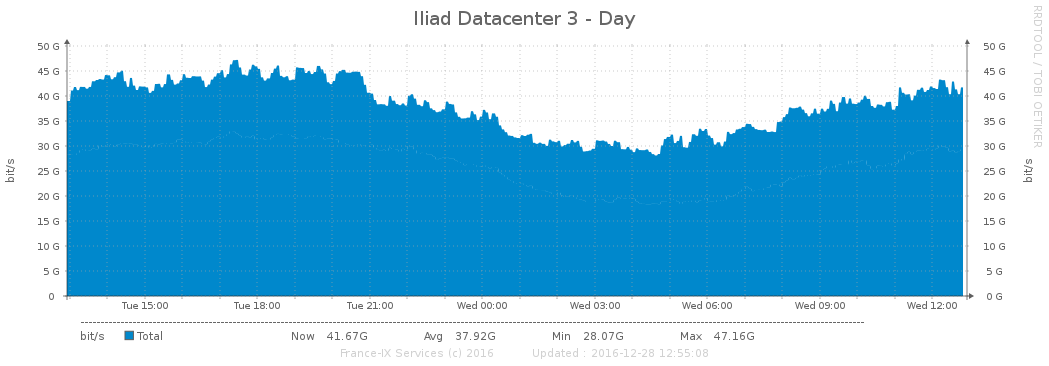 Iliad Datacenter 3 - Day
RRDTOOL / TOBI OETIKER
bit/s
50 G 50 G
45 G 45 G
40 G 40 G
35 G 35 G
30 G 30 G
25 G 25 G
20 G 20 G
15 G 15 G
10 G 10 G
5 G 5 G
0 0 G
bit/s
Tue 15:00 Tue 18:00 Tue 21:00 Wed 00:00 Wed 03:00 Wed 06:00 Wed 09:00 Wed 12:00
bit/s Total Now 41.67G Avg 37.92G Min 28.07G Max 47.16G
France-IX Services (c) 2016 Updated : 2016-12-28 12:55:08